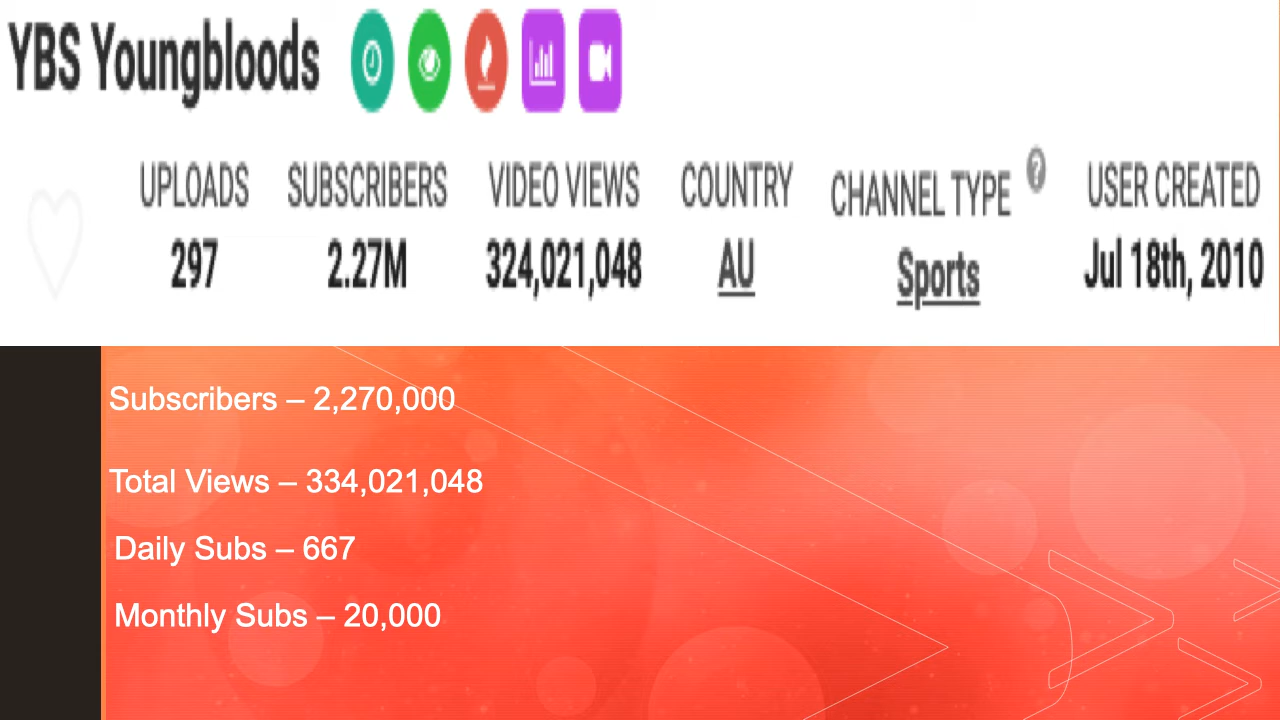 YBS Youngbloods
UPLOADS SUBSCRIBERS VIDEO VIEWS COUNTRY CHANNEL TYPE ? USER CREATED
297 2.27M 324,021,048 AU Sports Jul 18th, 2010
Subscribers – 2,270,000
Total Views – 334,021,048
Daily Subs – 667
Monthly Subs – 20,000